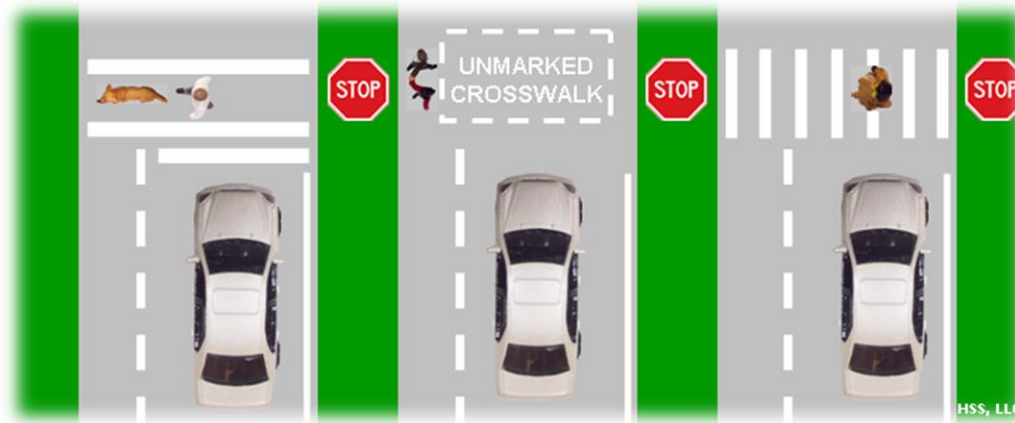 STOP
UNMARKED
CROSSWALK
STOP
STOP
HSS, LLC